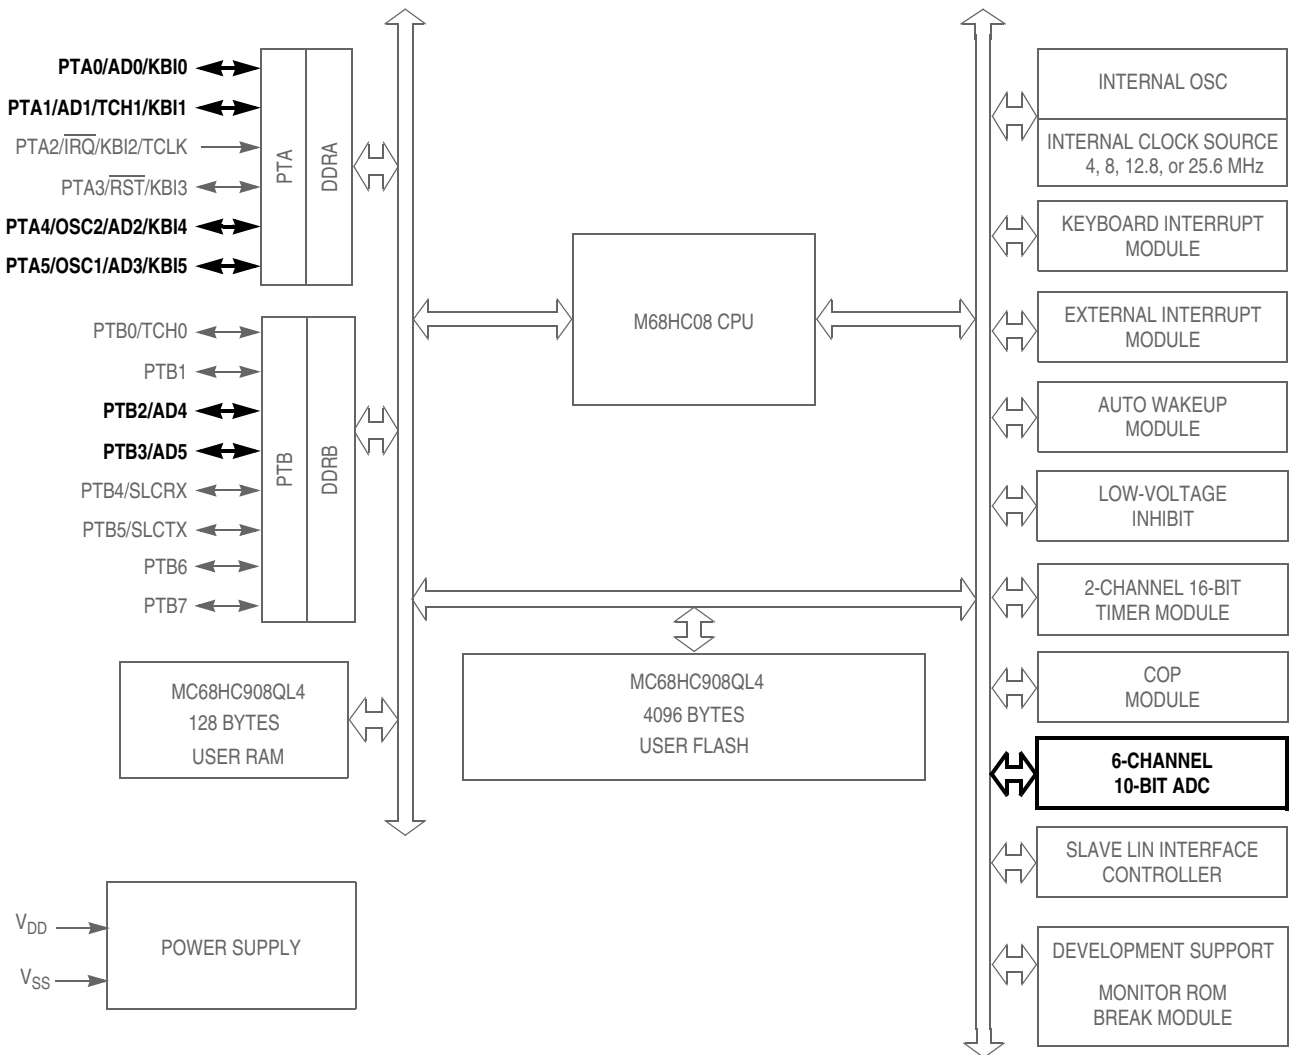 PTA0/AD0/KBI0
PTA1/AD1/TCH1/KBI1
PTA2/IRQ/KBI2/TCLK
PTA3/RST/KBI3
PTA4/OSC2/AD2/KBI4
PTA5/OSC1/AD3/KBI5
PTA
DDRA
PTB0/TCH0
PTB1
PTB2/AD4
PTB3/AD5
PTB4/SLCRX
PTB5/SLCTX
PTB6
PTB7
PTB
DDRB
M68HC08 CPU
MC68HC908QL4
128 BYTES
USER RAM
MC68HC908QL4
4096 BYTES
USER FLASH
VDD
VSS
POWER SUPPLY
INTERNAL OSC
INTERNAL CLOCK SOURCE
4, 8, 12.8, or 25.6 MHz
KEYBOARD INTERRUPT
MODULE
EXTERNAL INTERRUPT
MODULE
AUTO WAKEUP
MODULE
LOW-VOLTAGE
INHIBIT
2-CHANNEL 16-BIT
TIMER MODULE
COP
MODULE
6-CHANNEL
10-BIT ADC
SLAVE LIN INTERFACE
CONTROLLER
DEVELOPMENT SUPPORT
MONITOR ROM
BREAK MODULE